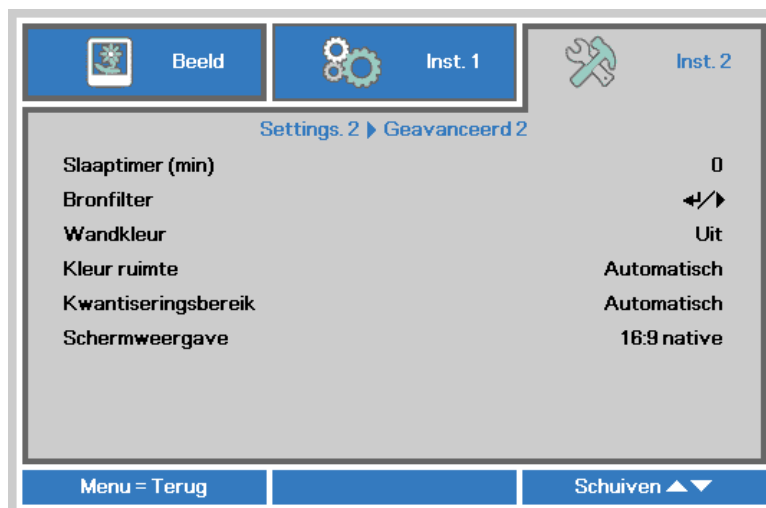 Beeld
Inst. 1
Inst. 2
Settings. 2 ▶ Geavanceerd 2
Slaaptimer (min) 0
Bronfilter ↵/▶
Wandkleur Uit
Kleur ruimte Automatisch
Kwantiseringsbereik Automatisch
Schermweergave 16:9 native
Menu = Terug
Schuiven ▲▼